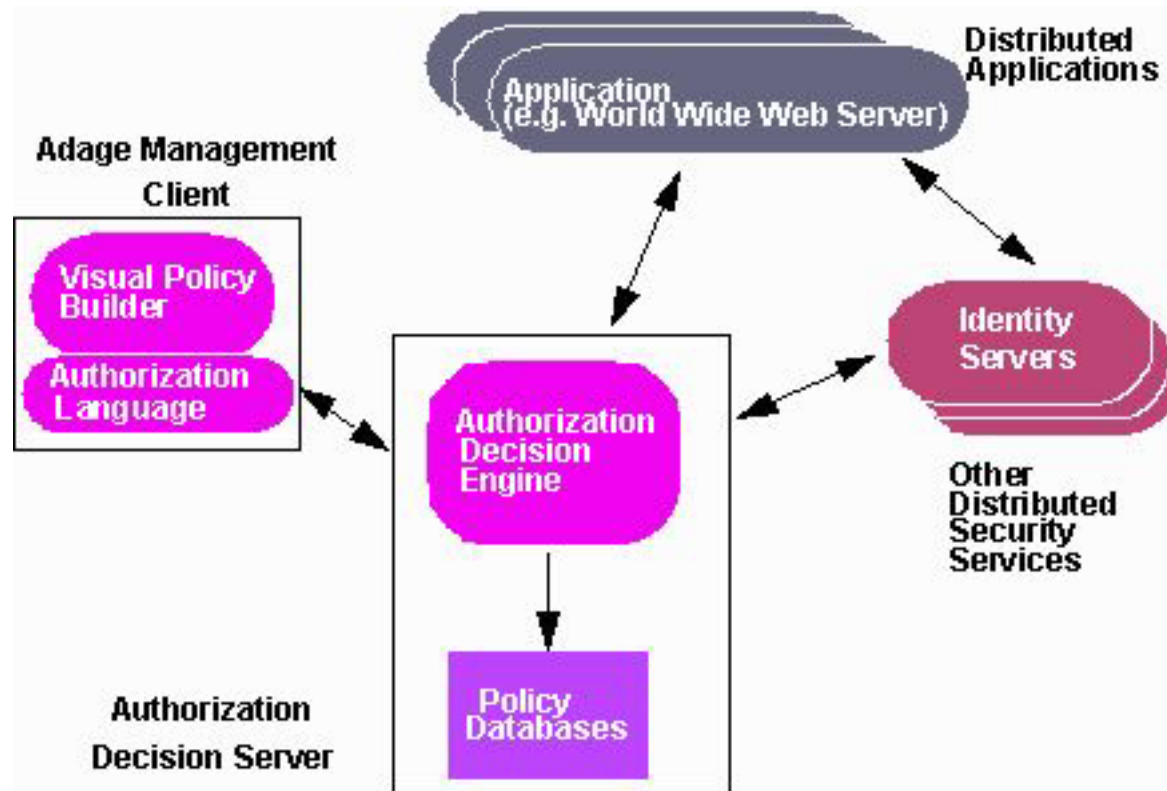 Distributed
Applications
Application
(e.g. World Wide Web Server)
Adage Management
Client
Visual Policy
Builder
Authorization
Language
Identity
Servers
Authorization
Decision
Engine
Other
Distributed
Security
Services
Policy
Databases
Authorization
Decision Server